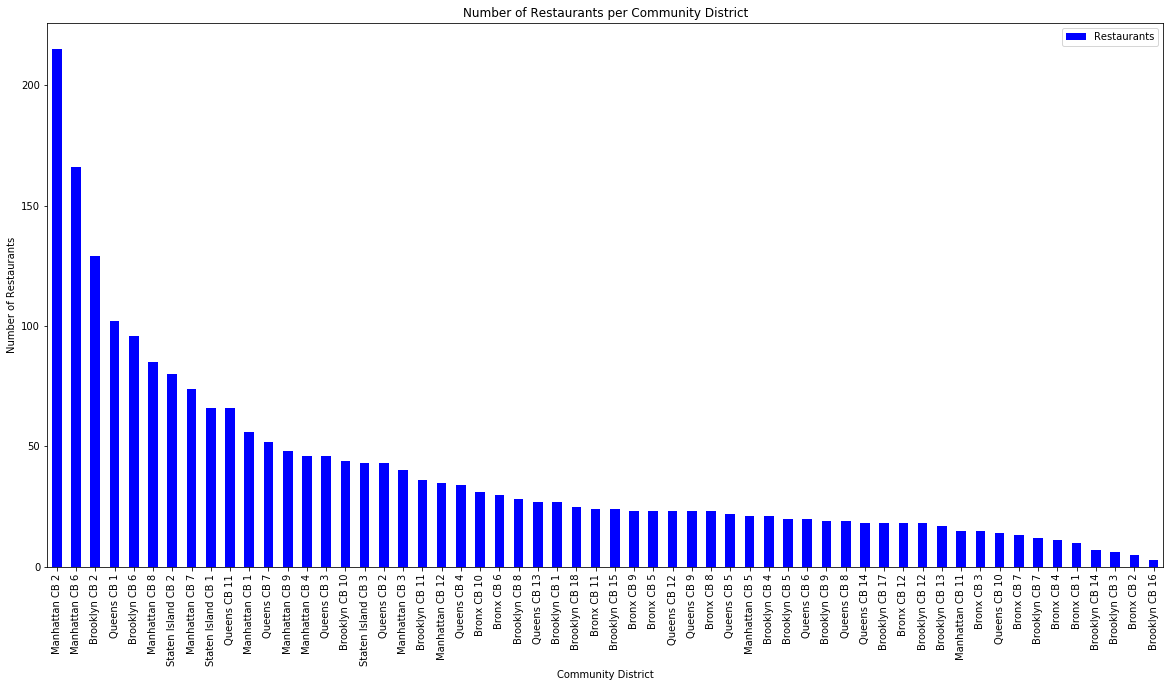 Number of Restaurants per Community District
Restaurants
Number of Restaurants
200
150
100
50
0
Manhattan CB 2
Manhattan CB 6
Brooklyn CB 2
Queens CB 1
Brooklyn CB 6
Manhattan CB 8
Staten Island CB 2
Manhattan CB 7
Staten Island CB 1
Queens CB 11
Manhattan CB 1
Queens CB 7
Manhattan CB 9
Manhattan CB 4
Queens CB 3
Brooklyn CB 10
Staten Island CB 3
Queens CB 2
Manhattan CB 3
Brooklyn CB 11
Manhattan CB 12
Queens CB 4
Bronx CB 10
Bronx CB 6
Brooklyn CB 8
Queens CB 13
Brooklyn CB 1
Brooklyn CB 18
Bronx CB 11
Brooklyn CB 15
Bronx CB 9
Bronx CB 5
Queens CB 12
Queens CB 9
Bronx CB 8
Queens CB 5
Manhattan CB 5
Brooklyn CB 4
Brooklyn CB 5
Queens CB 6
Brooklyn CB 9
Queens CB 8
Queens CB 14
Brooklyn CB 17
Bronx CB 12
Brooklyn CB 12
Brooklyn CB 13
Manhattan CB 11
Bronx CB 3
Queens CB 10
Bronx CB 7
Brooklyn CB 7
Bronx CB 4
Bronx CB 1
Brooklyn CB 14
Brooklyn CB 3
Bronx CB 2
Brooklyn CB 16
Community District